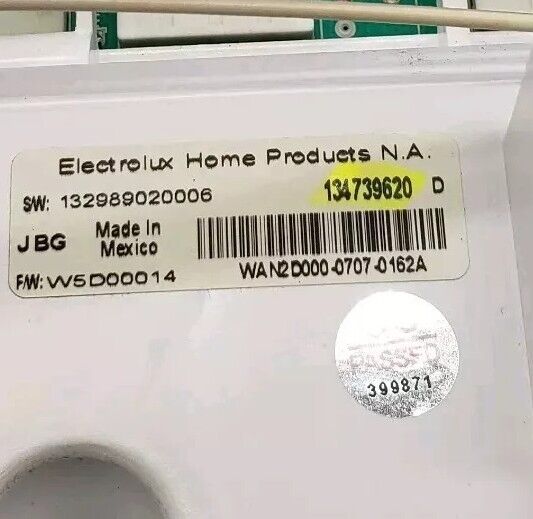 Electrolux Home Products N.A.
SW: 132989020006
134739620 D
JBG
Made In
Mexico
F/W: W5D00014
WAN2D000-0707-0162A
PASSED
399871